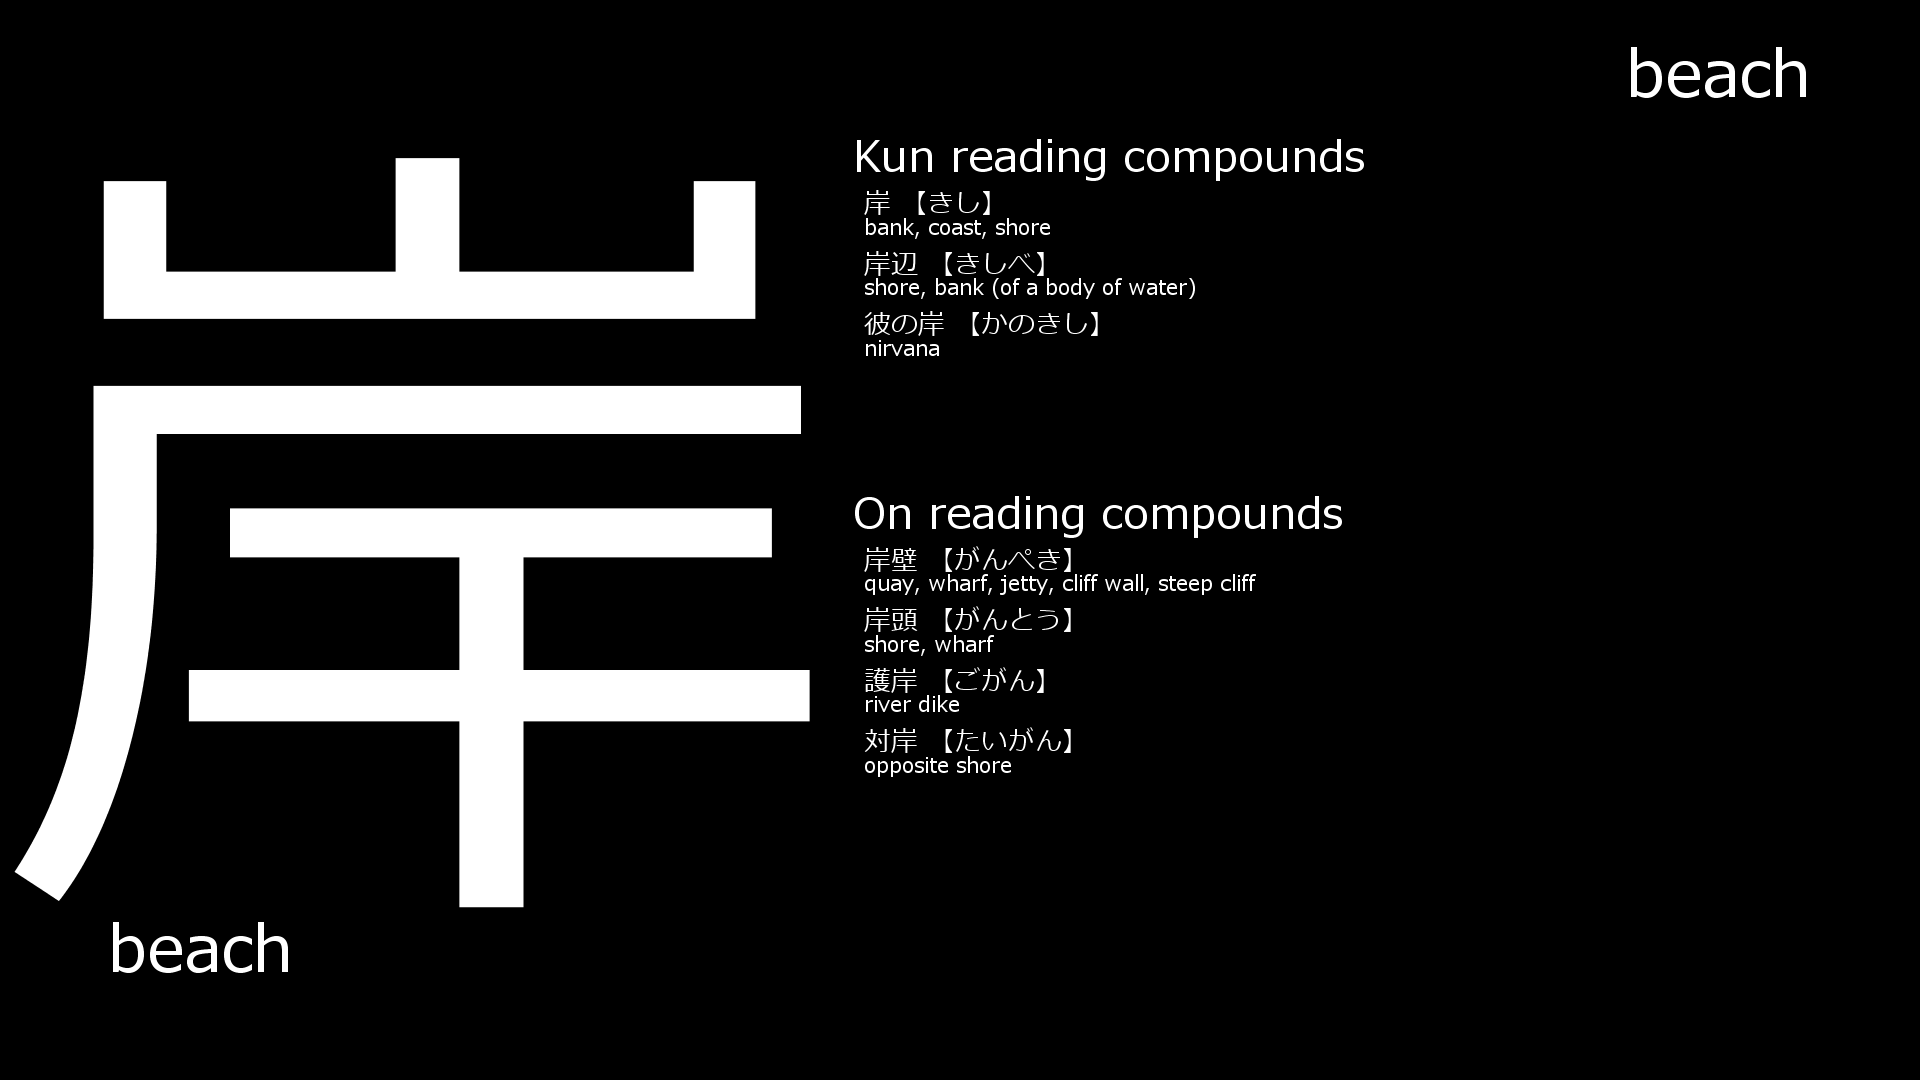 beach
岸
Kun reading compounds
岸 【きし】
bank, coast, shore
岸辺 【きしべ】
shore, bank (of a body of water)
彼の岸 【かのきし】
nirvana
On reading compounds
岸壁 【がんぺき】
quay, wharf, jetty, cliff wall, steep cliff
岸頭 【がんとう】
shore, wharf
護岸 【ごがん】
river dike
対岸 【たいがん】
opposite shore
beach